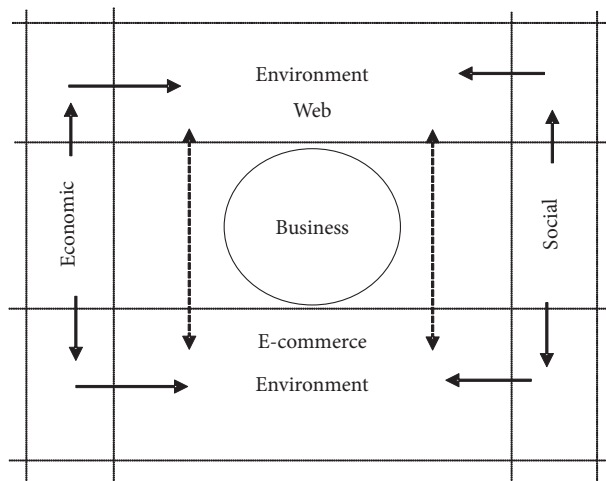 Environment
Web
Economic
Business
Social
E-commerce
Environment